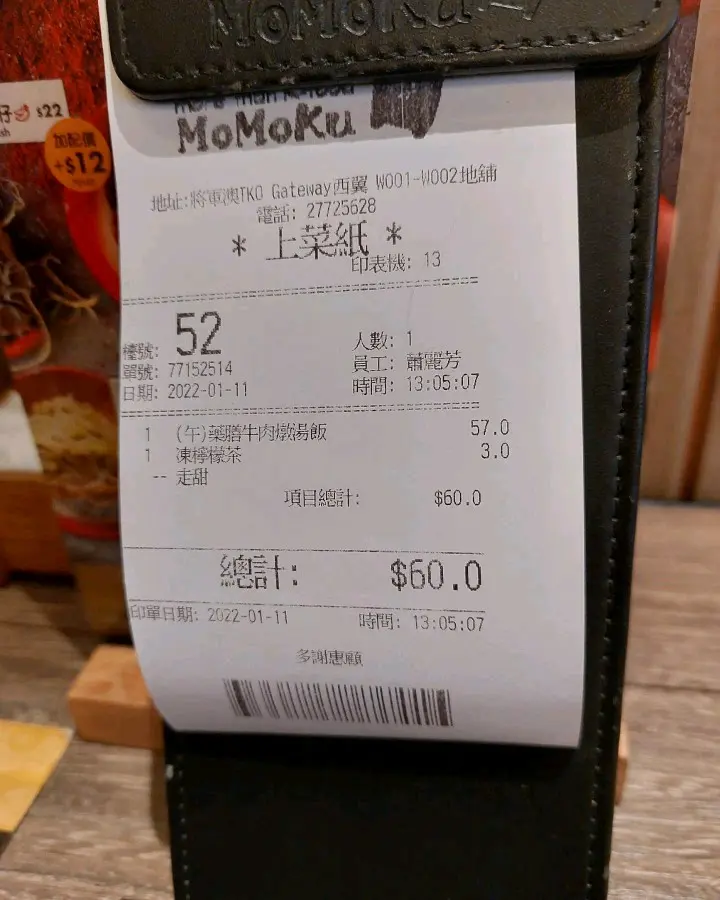 MoMoKu
仔 $22
sh
加配價
+$12
more than
MoMoKu
地址:將軍澳TKO Gateway西翼 W001-W002地舖
電話: 27725628
* 上菜紙 *
印表機: 13
檯號: 52 人數: 1
單號: 77152514 員工: 蕭麗芳
日期: 2022-01-11 時間: 13:05:07
1 (午)藥膳牛肉燉湯飯 57.0
1 凍檸檬茶 3.0
-- 走甜
項目總計: $60.0
總計: $60.0
印單日期: 2022-01-11 時間: 13:05:07
多謝惠顧